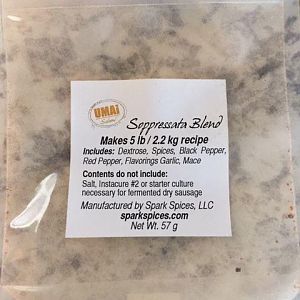 UMAi
Soppressata Blend
Makes 5 lb / 2.2 kg recipe
Includes: Dextrose, Spices, Black Pepper,
Red Pepper, Flavorings Garlic, Mace
Contents do not include:
Salt, Instacure #2 or starter culture
necessary for fermented dry sausage
Manufactured by Spark Spices, LLC
sparkspices.com
Net Wt. 57 g